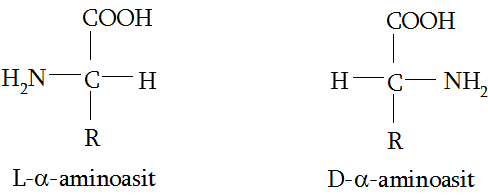 COOH
H₂N C H
R
L-α-aminoasit
COOH
H C NH₂
R
D-α-aminoasit